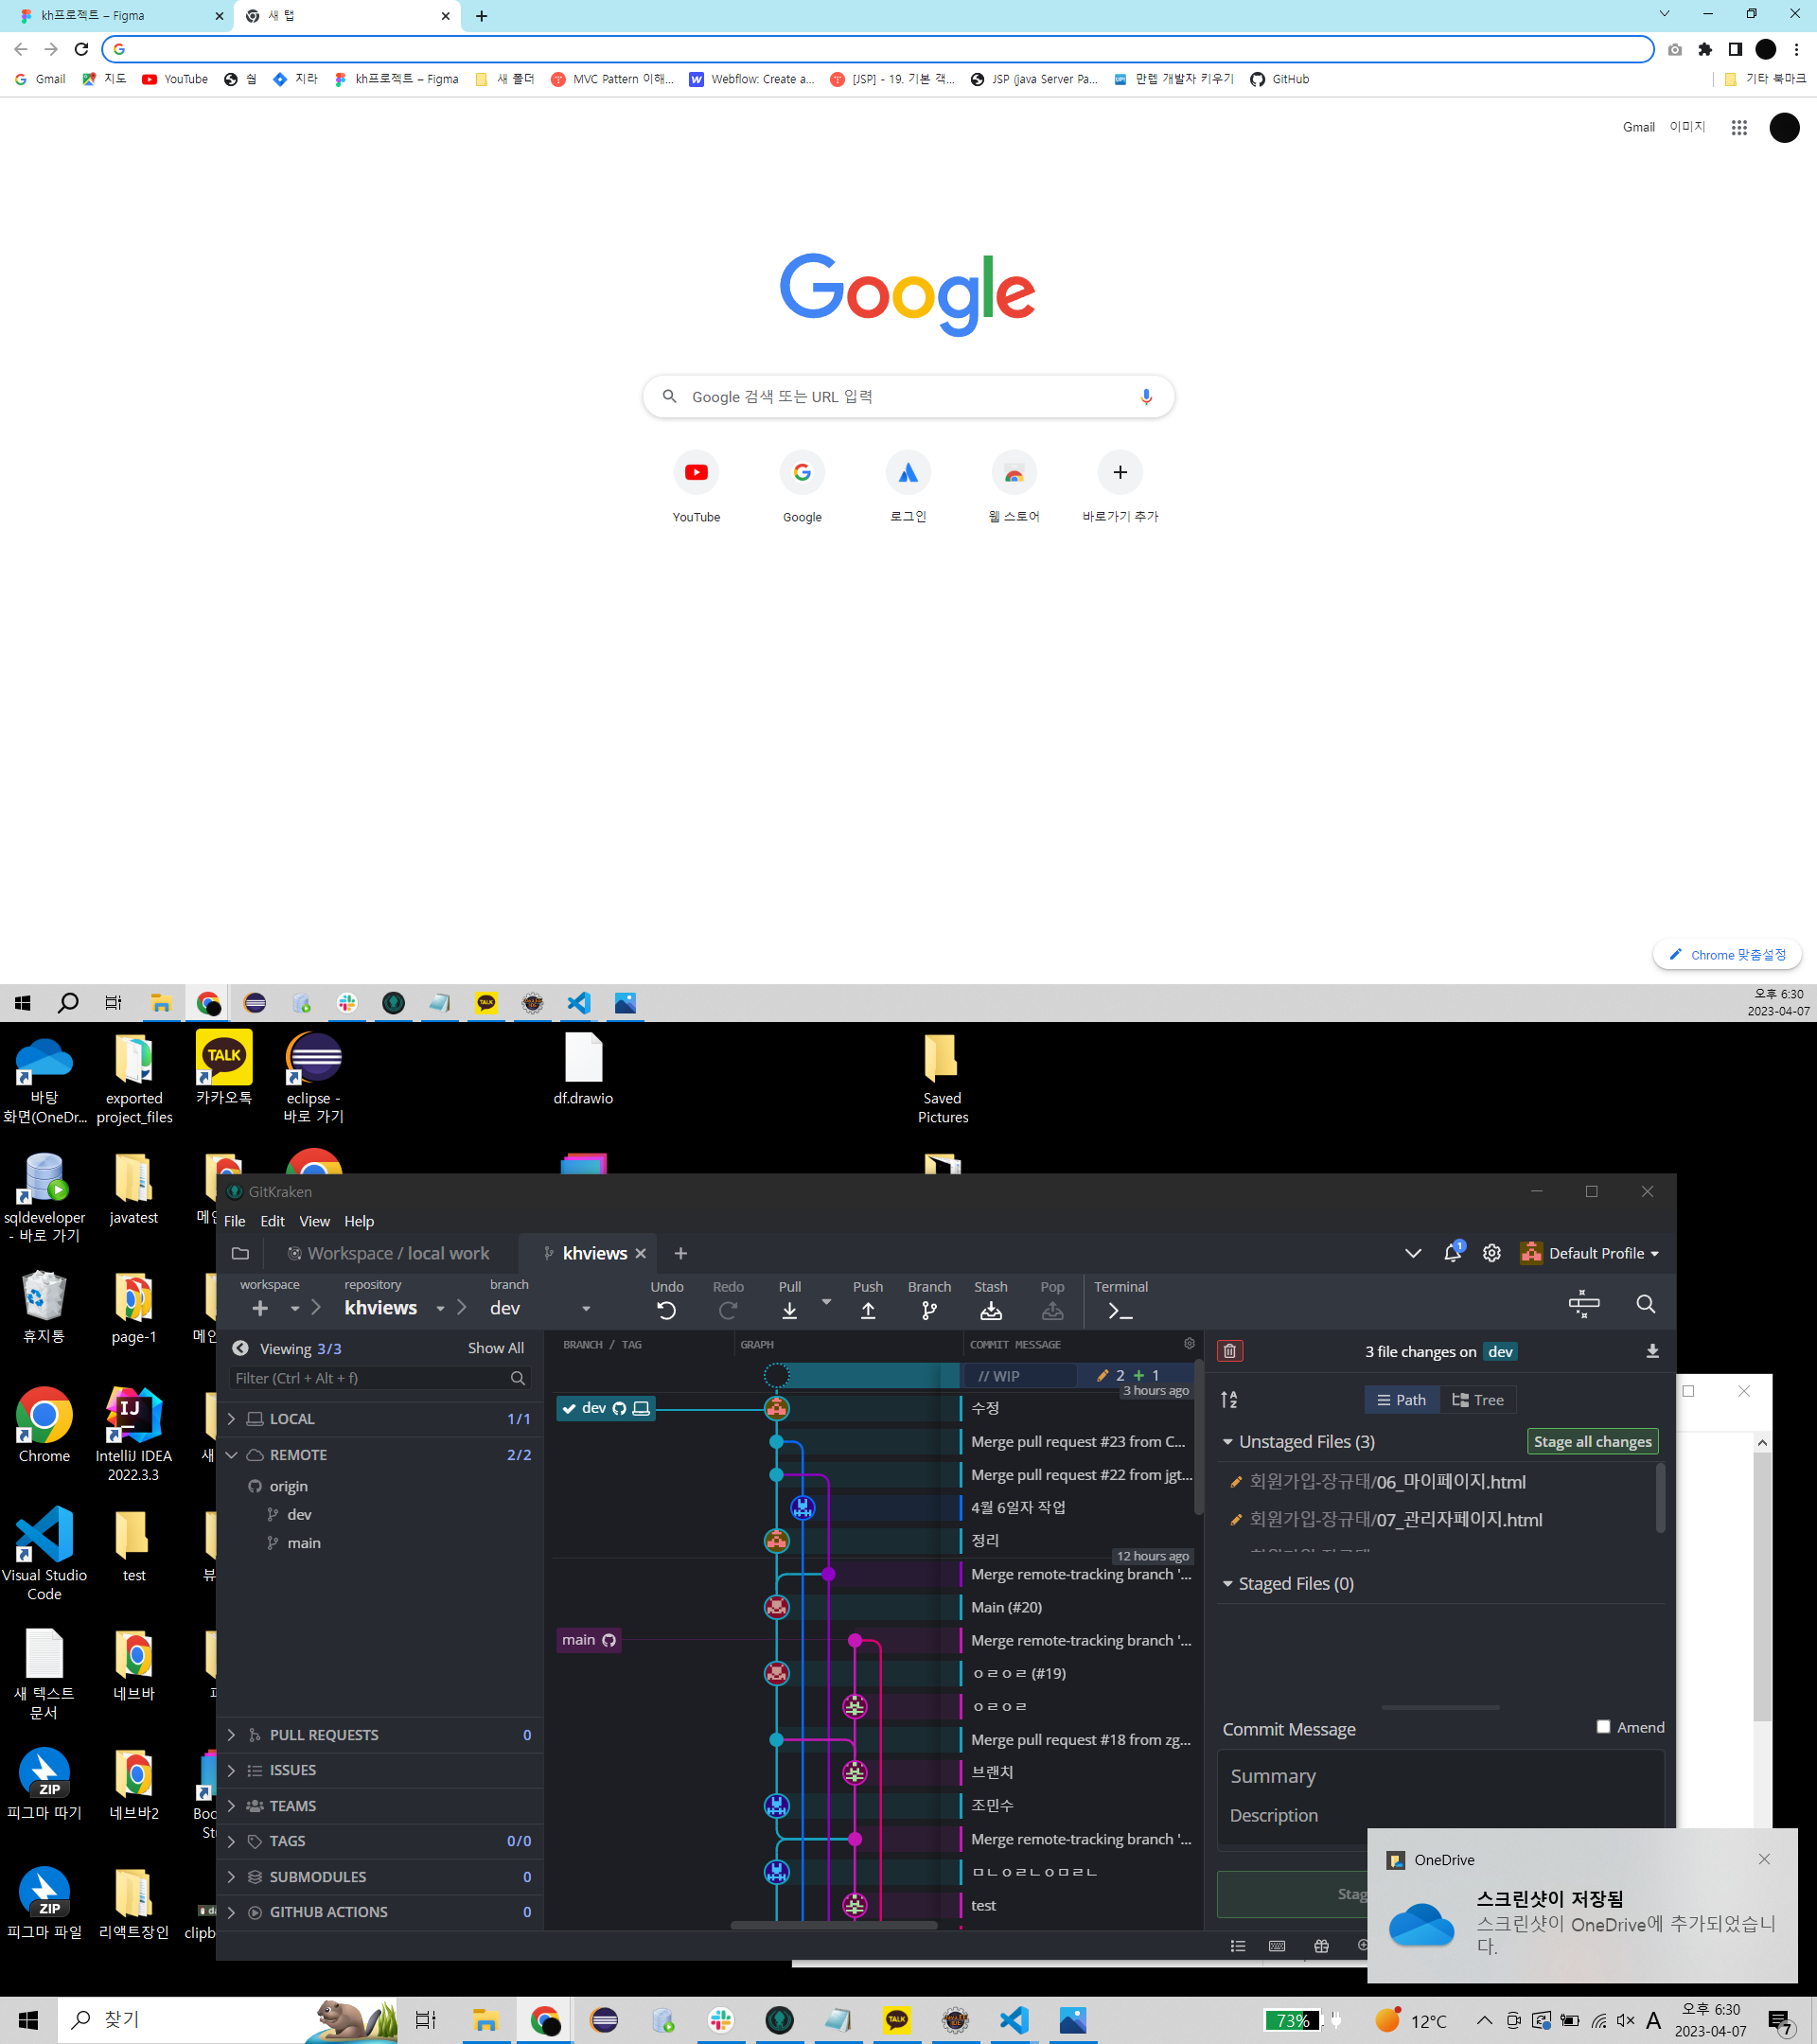 kh프로젝트 – Figma
새 탭
Gmail
지도
YouTube
쉴
지라
kh프로젝트 – Figma
새 폴더
MVC Pattern 이해...
Webflow: Create a...
[JSP] - 19. 기본 객...
JSP (java Server Pa...
만렙 개발자 키우기
GitHub
기타 북마크
Gmail 이미지
Google
Google 검색 또는 URL 입력
YouTube
Google
로그인
웹 스토어
바로가기 추가
Chrome 맞춤설정
TALK
오후 6:30
2023-04-07
바탕
화면(OneDr...
exported
project_files
TALK
카카오톡
eclipse -
바로 가기
df.drawio
Saved
Pictures
sqldeveloper
- 바로 가기
javatest
휴지통
page-1
Chrome
IntelliJ IDEA
2022.3.3
Visual Studio
Code
test
새 텍스트
문서
네브바
ZIP
피그마 따기
네브바2
ZIP
피그마 파일
리액트장인
GitKraken
File Edit View Help
Workspace / local work
khviews
1
Default Profile
workspace
repository
branch
khviews
dev
Undo
Redo
Pull
Push
Branch
Stash
Pop
Terminal
Viewing 3/3
Show All
Filter (Ctrl + Alt + f)
LOCAL 1/1
REMOTE 2/2
origin
dev
main
PULL REQUESTS 0
ISSUES
TEAMS
TAGS 0/0
SUBMODULES 0
GITHUB ACTIONS 0
BRANCH / TAG
GRAPH
COMMIT MESSAGE
// WIP
2
1
3 hours ago
dev
수정
Merge pull request #23 from C...
Merge pull request #22 from jgt...
4월 6일자 작업
정리
12 hours ago
Merge remote-tracking branch '...
Main (#20)
main
Merge remote-tracking branch '...
ㅇㄹㅇㄹ (#19)
ㅇㄹㅇㄹ
Merge pull request #18 from zg...
브랜치
조민수
Merge remote-tracking branch '...
ㅁㄴㅇㄹㄴㅇㅁㄹㄴ
test
3 file changes on dev
Path
Tree
Unstaged Files (3)
Stage all changes
회원가입-장규태/06_마이페이지.html
회원가입-장규태/07_관리자페이지.html
Staged Files (0)
Commit Message
Amend
Summary
Description
Stag
OneDrive
스크린샷이 저장됨
스크린샷이 OneDrive에 추가되었습니
다.
찾기
TALK
73%
12°C
A
오후 6:30
2023-04-07
7